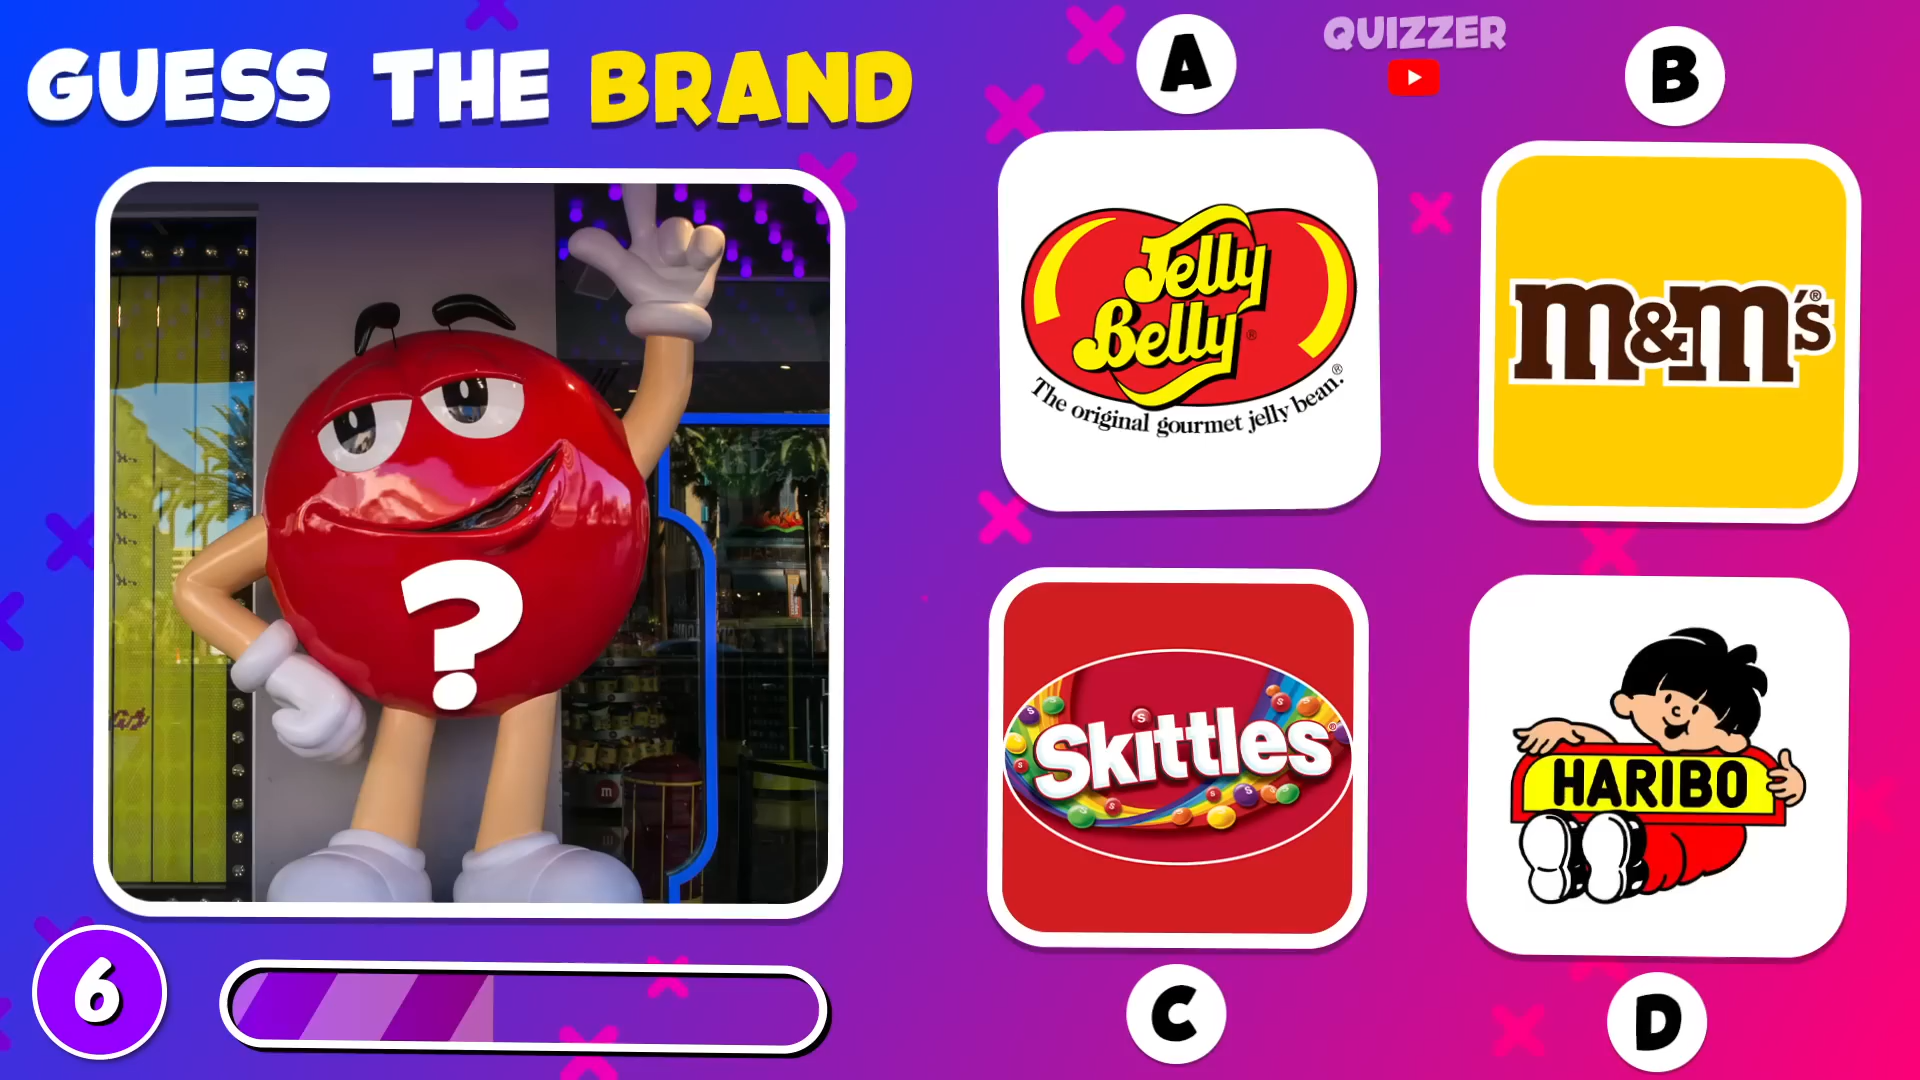 GUESS THE BRAND
QUIZZER
A
B
Jelly
Belly®
The original gourmet jelly bean.®
m&m's®
?
m
C
D
Skittles®
HARIBO
6